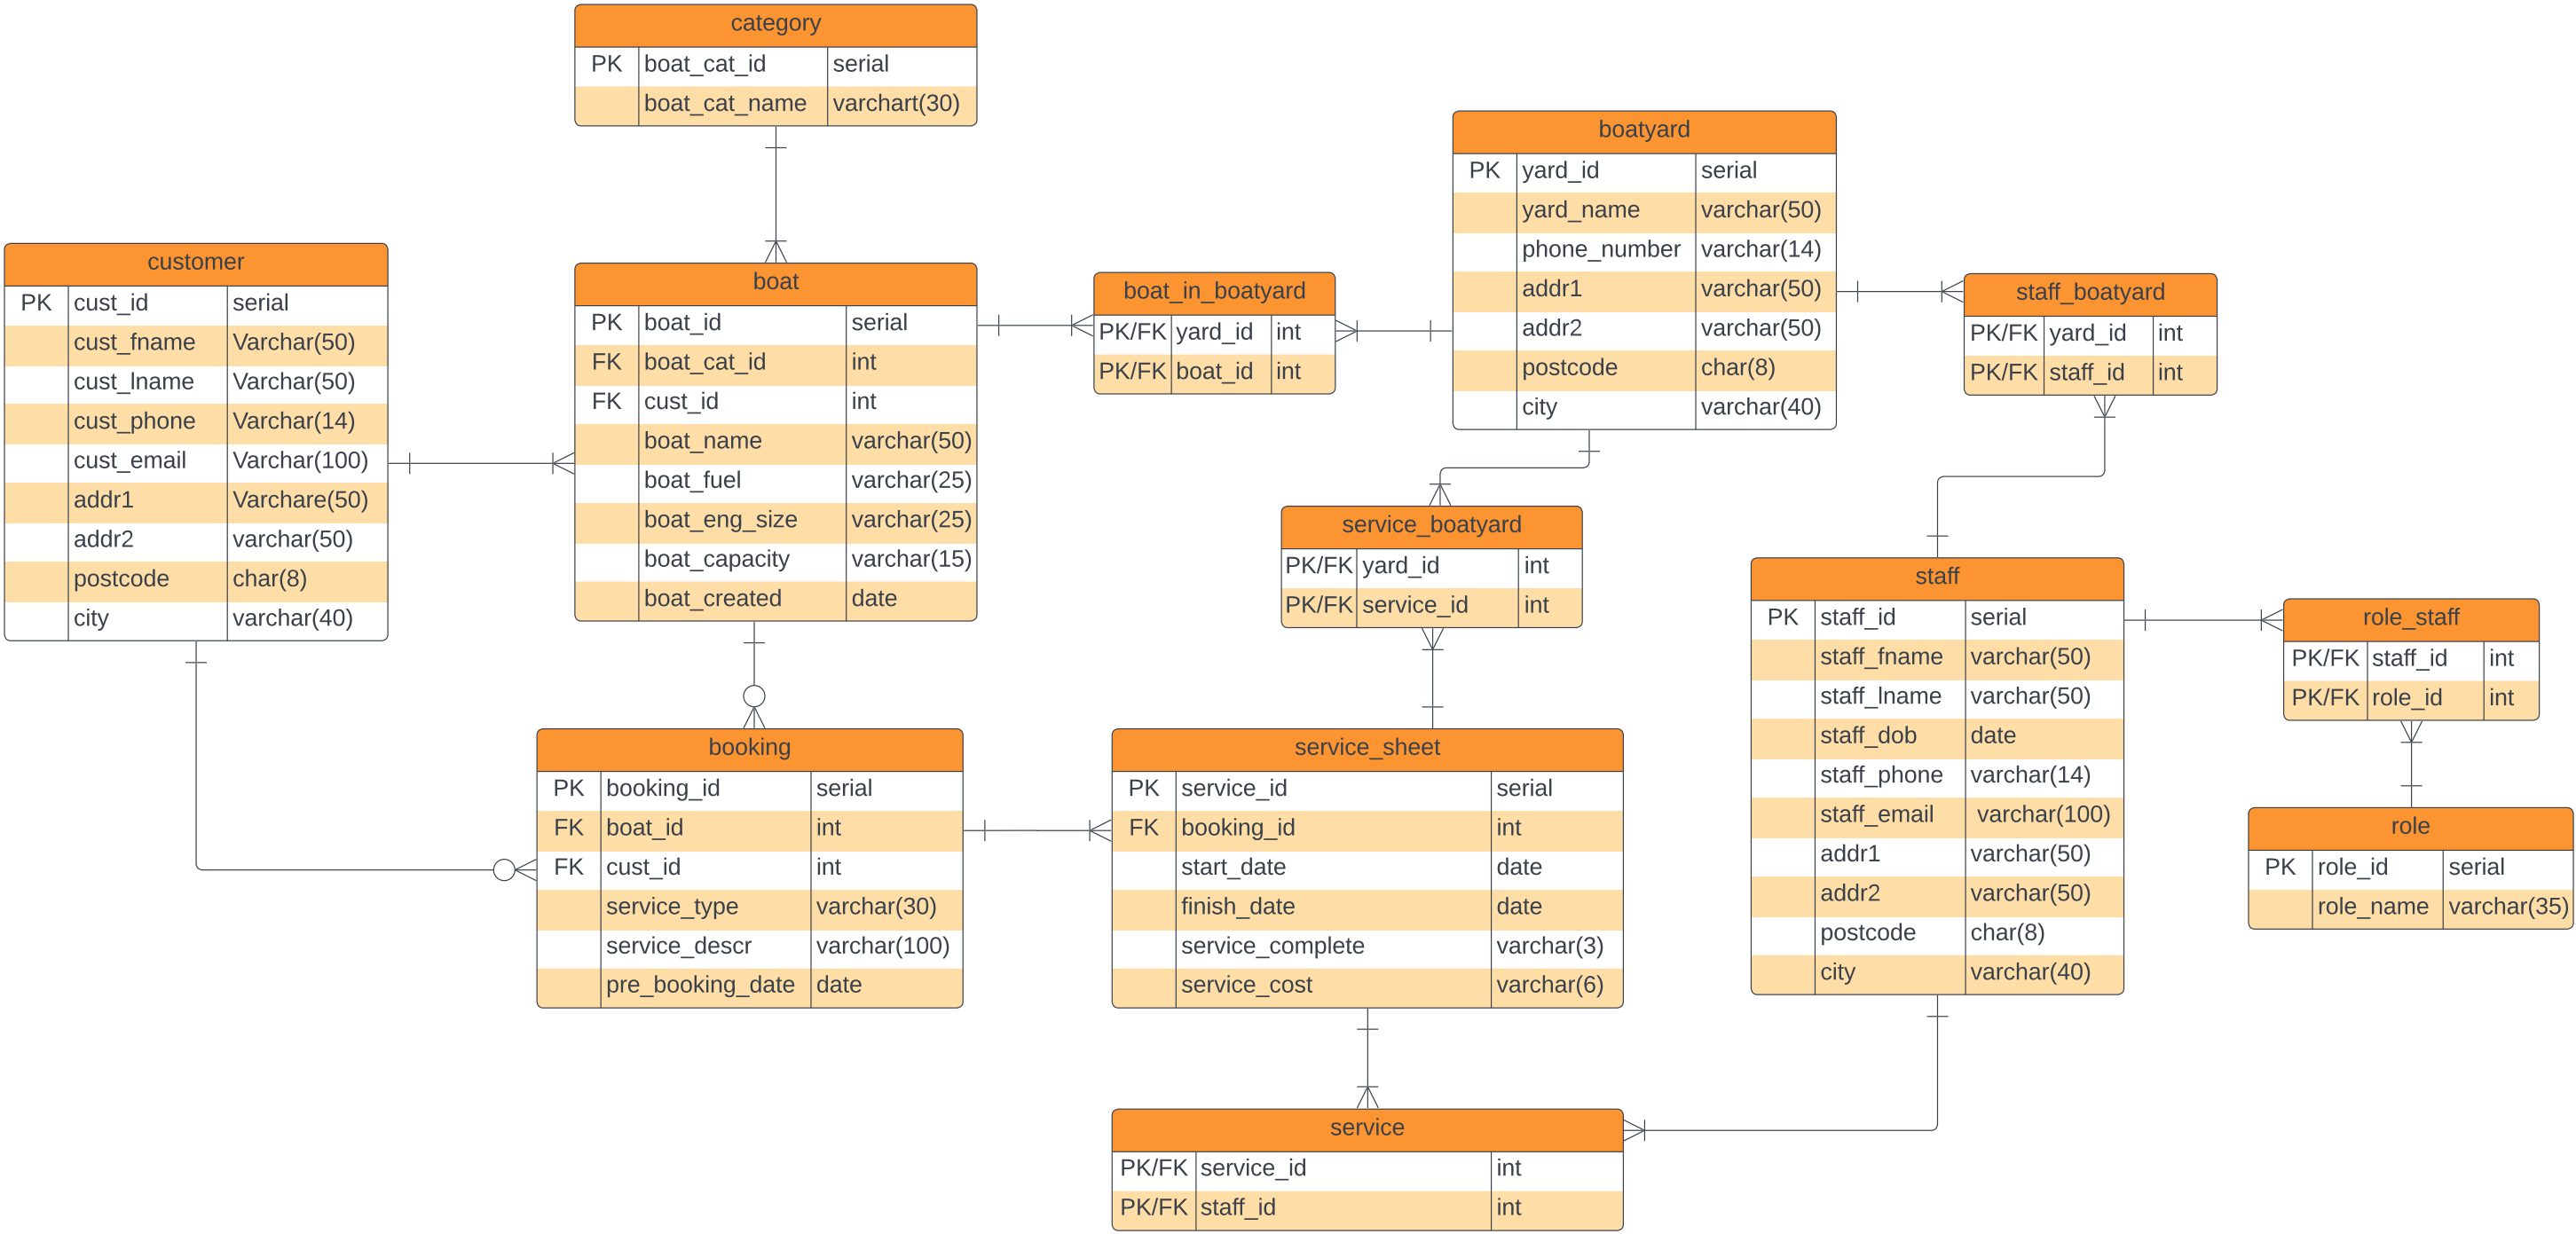 category
PK boat_cat_id serial
boat_cat_name varchart(30)
customer
PK cust_id serial
cust_fname Varchar(50)
cust_lname Varchar(50)
cust_phone Varchar(14)
cust_email Varchar(100)
addr1 Varchare(50)
addr2 varchar(50)
postcode char(8)
city varchar(40)
boat
PK boat_id serial
FK boat_cat_id int
FK cust_id int
boat_name varchar(50)
boat_fuel varchar(25)
boat_eng_size varchar(25)
boat_capacity varchar(15)
boat_created date
boat_in_boatyard
PK/FK yard_id int
PK/FK boat_id int
boatyard
PK yard_id serial
yard_name varchar(50)
phone_number varchar(14)
addr1 varchar(50)
addr2 varchar(50)
postcode char(8)
city varchar(40)
staff_boatyard
PK/FK yard_id int
PK/FK staff_id int
service_boatyard
PK/FK yard_id int
PK/FK service_id int
staff
PK staff_id serial
staff_fname varchar(50)
staff_lname varchar(50)
staff_dob date
staff_phone varchar(14)
staff_email varchar(100)
addr1 varchar(50)
addr2 varchar(50)
postcode char(8)
city varchar(40)
role_staff
PK/FK staff_id int
PK/FK role_id int
role
PK role_id serial
role_name varchar(35)
booking
PK booking_id serial
FK boat_id int
FK cust_id int
service_type varchar(30)
service_descr varchar(100)
pre_booking_date date
service_sheet
PK service_id serial
FK booking_id int
start_date date
finish_date date
service_complete varchar(3)
service_cost varchar(6)
service
PK/FK service_id int
PK/FK staff_id int